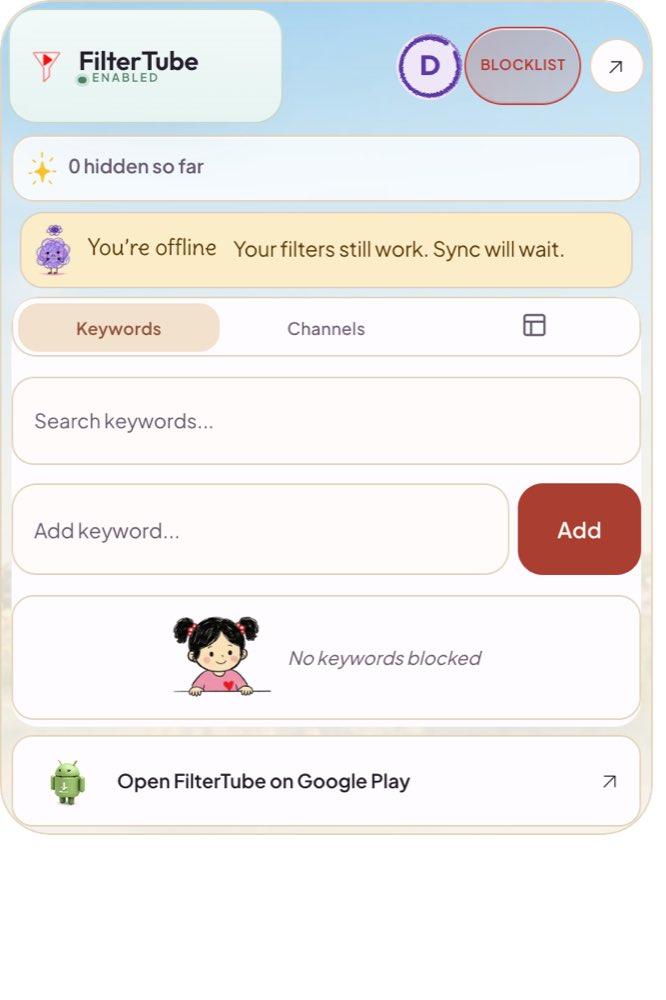 FilterTube
ENABLED
D
BLOCKLIST
0 hidden so far
You're offline Your filters still work. Sync will wait.
Keywords Channels
Search keywords...
Add keyword... Add
No keywords blocked
Open FilterTube on Google Play